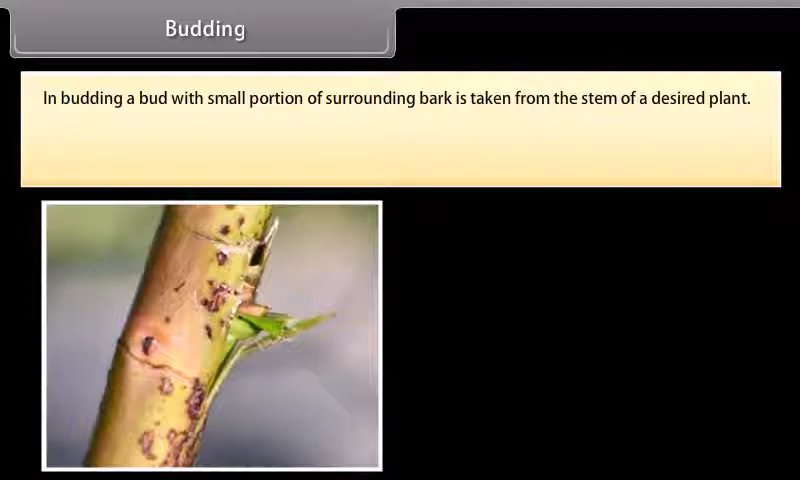 Budding
In budding a bud with small portion of surrounding bark is taken from the stem of a desired plant.